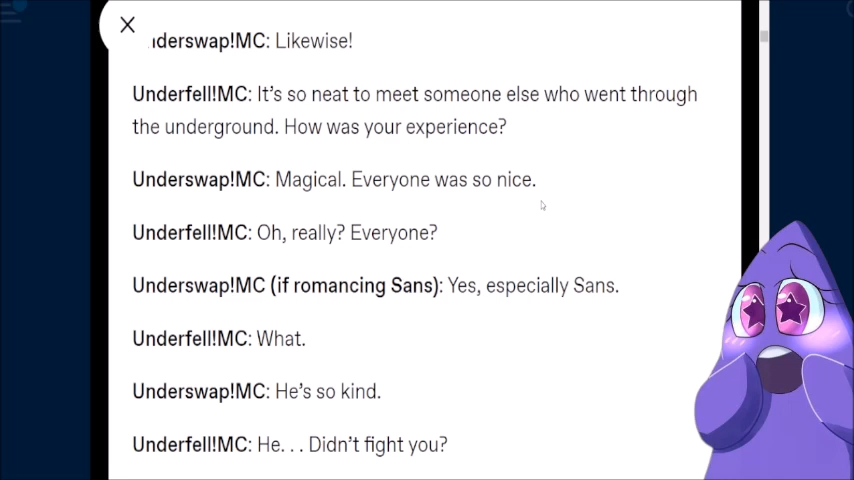 derswap!MC: Likewise!
Underfell!MC: It’s so neat to meet someone else who went through
the underground. How was your experience?
Underswap!MC: Magical. Everyone was so nice.
Underfell!MC: Oh, really? Everyone?
Underswap!MC (if romancing Sans): Yes, especially Sans.
Underfell!MC: What.
Underswap!MC: He’s so kind.
Underfell!MC: He. . . Didn’t fight you?